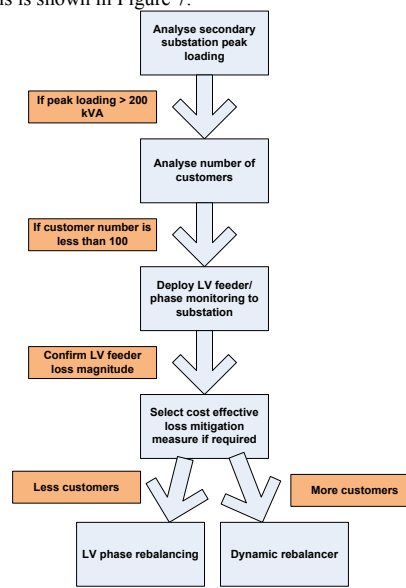 is is shown in Figure 7.
Analyse secondary
substation peak
loading
If peak loading > 200
kVA
Analyse number of
customers
If customer number is
less than 100
Deploy LV feeder/
phase monitoring to
substation
Confirm LV feeder
loss magnitude
Select cost effective
loss mitigation
measure if required
Less customers
More customers
LV phase rebalancing
Dynamic rebalancer